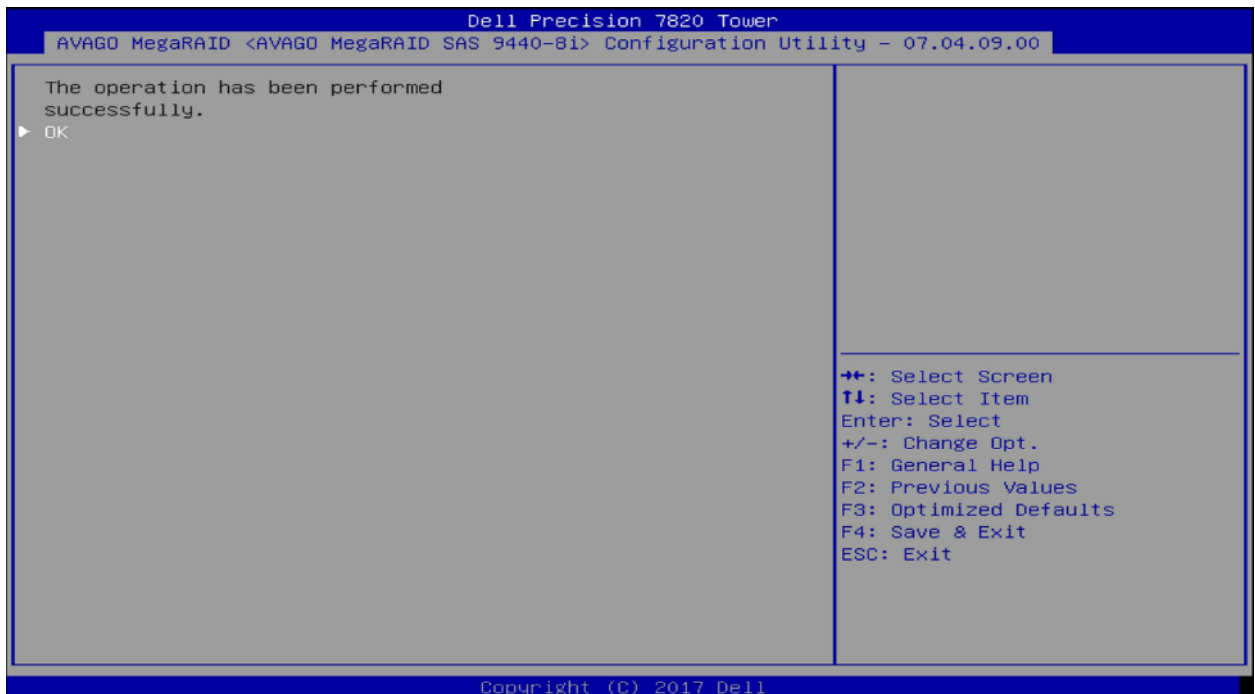 Dell Precision 7820 Tower
AVAGO MegaRAID <AVAGO MegaRAID SAS 9440-8i> Configuration Utility - 07.04.09.00
The operation has been performed
successfully.
▶ OK
→←: Select Screen
↑↓: Select Item
Enter: Select
+/-: Change Opt.
F1: General Help
F2: Previous Values
F3: Optimized Defaults
F4: Save & Exit
ESC: Exit
Copyright (C) 2017 Dell